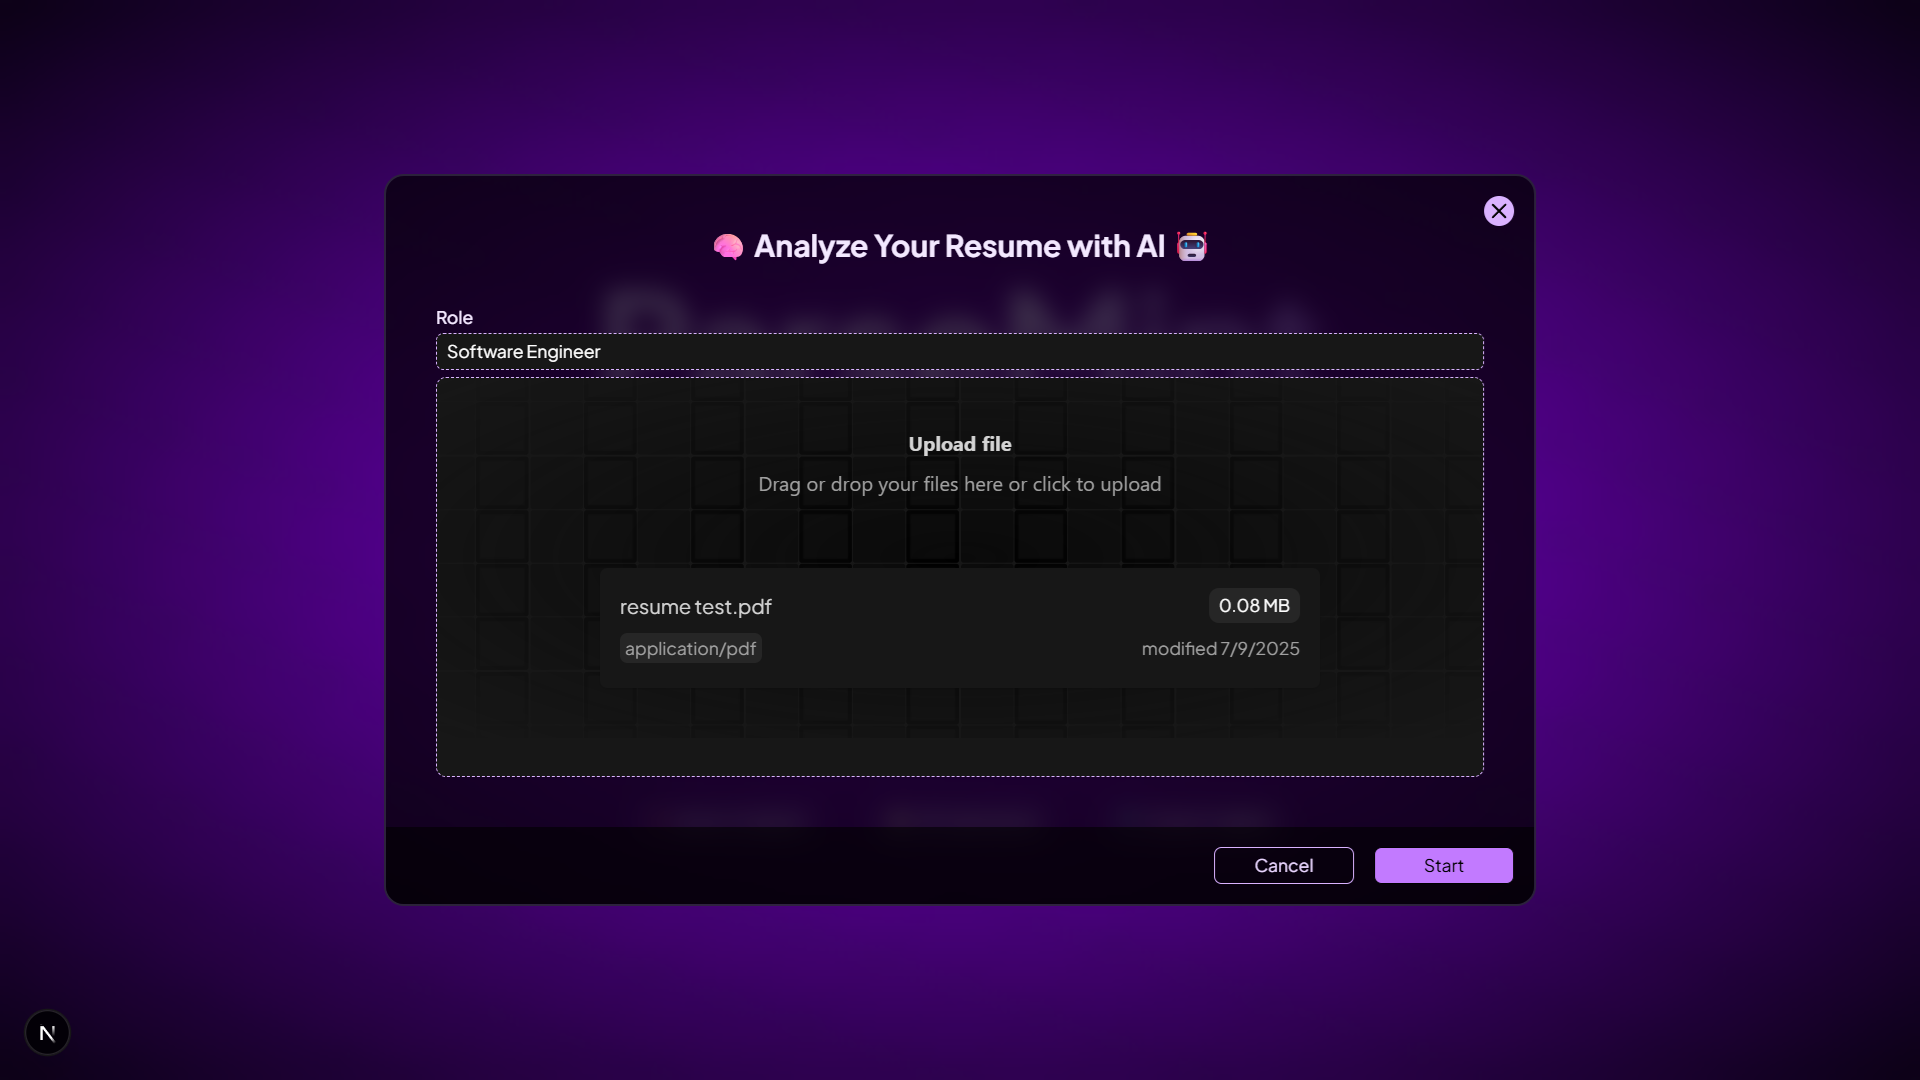 🧠 Analyze Your Resume with AI 🤖
Role
Software Engineer
Upload file
Drag or drop your files here or click to upload
resume test.pdf
0.08 MB
application/pdf
modified 7/9/2025
Cancel
Start
N